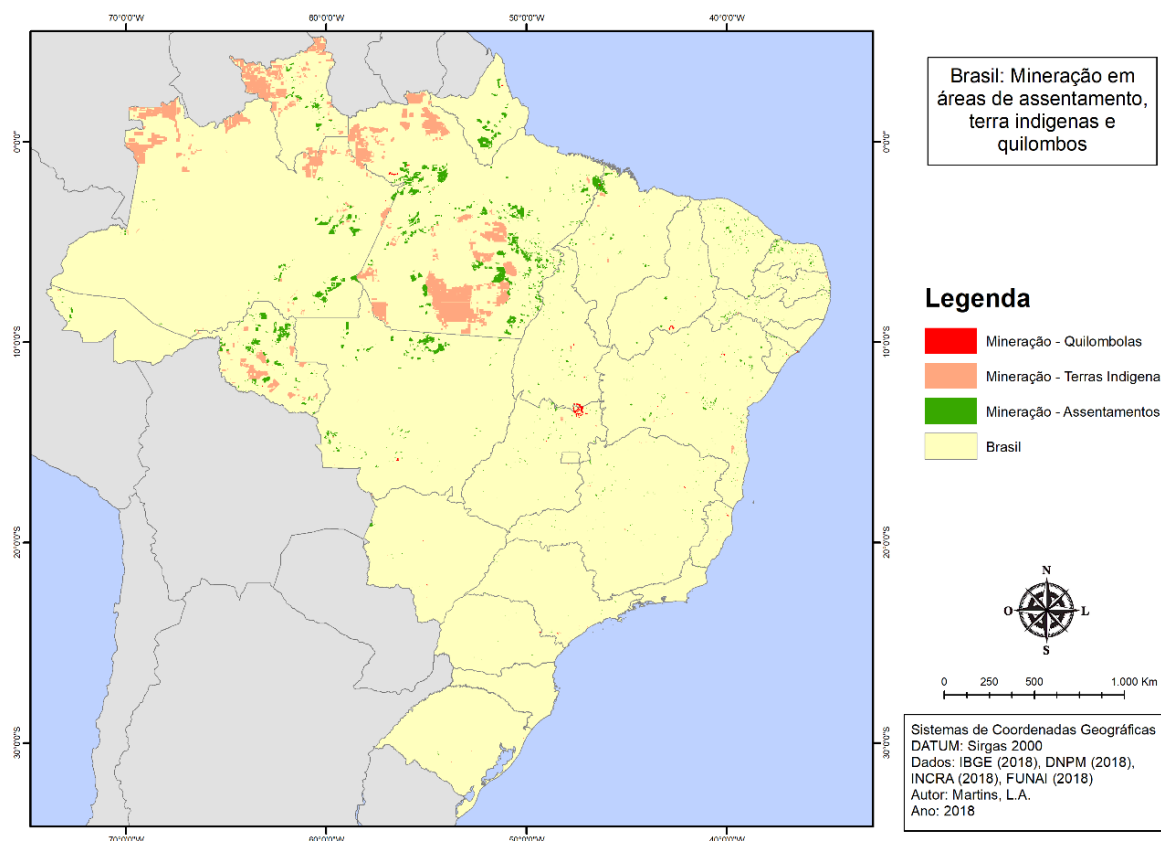 70°0'0"W
60°0'0"W
50°0'0"W
40°0'0"W
0°0'0"
10°0'0"S
20°0'0"S
30°0'0"S
0°0'0"
10°0'0"S
20°0'0"S
30°0'0"S
70°0'0"W
60°0'0"W
50°0'0"W
40°0'0"W
Brasil: Mineração em
áreas de assentamento,
terra indigenas e
quilombos
Legenda
Mineração - Quilombolas
Mineração - Terras Indigena
Mineração - Assentamentos
Brasil
N
O L
S
0 250 500 1.000 Km
Sistemas de Coordenadas Geográficas
DATUM: Sirgas 2000
Dados: IBGE (2018), DNPM (2018),
INCRA (2018), FUNAI (2018)
Autor: Martins, L.A.
Ano: 2018